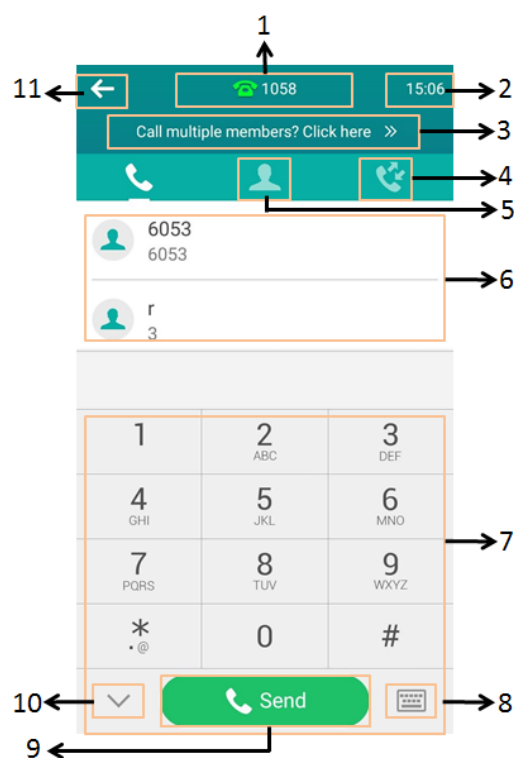 1
11
1058
15:06
2
Call multiple members? Click here »
3
4
5
6053
6053
6
r
3
1
2
ABC
3
DEF
4
GHI
5
JKL
6
MNO
7
7
PQRS
8
TUV
9
WXYZ
*
. @
0
#
10
Send
8
9